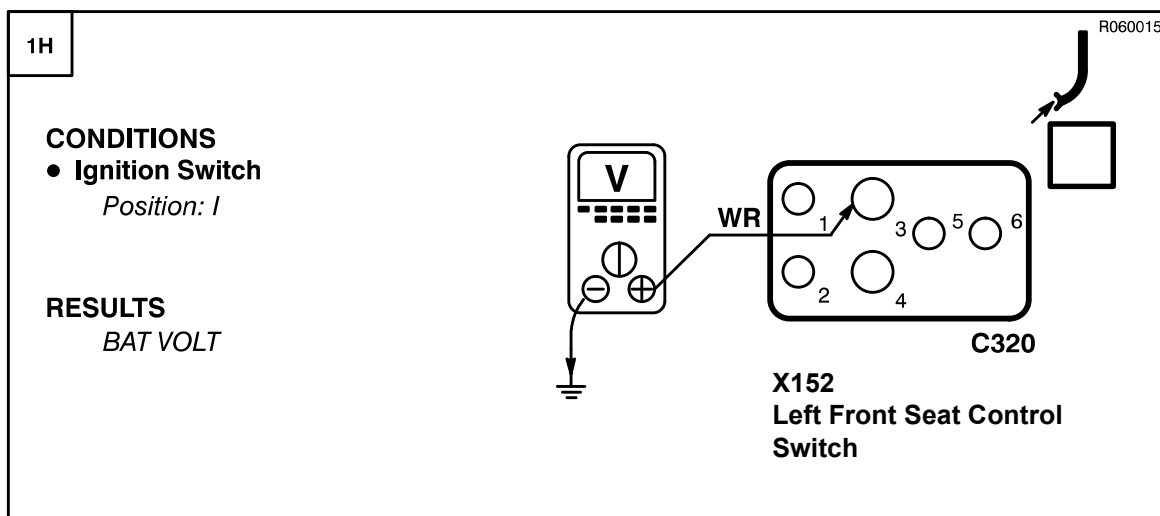 1H
R060015
CONDITIONS
● Ignition Switch
Position: I
RESULTS
BAT VOLT
V
WR
1
2
3
4
5
6
C320
X152
Left Front Seat Control
Switch